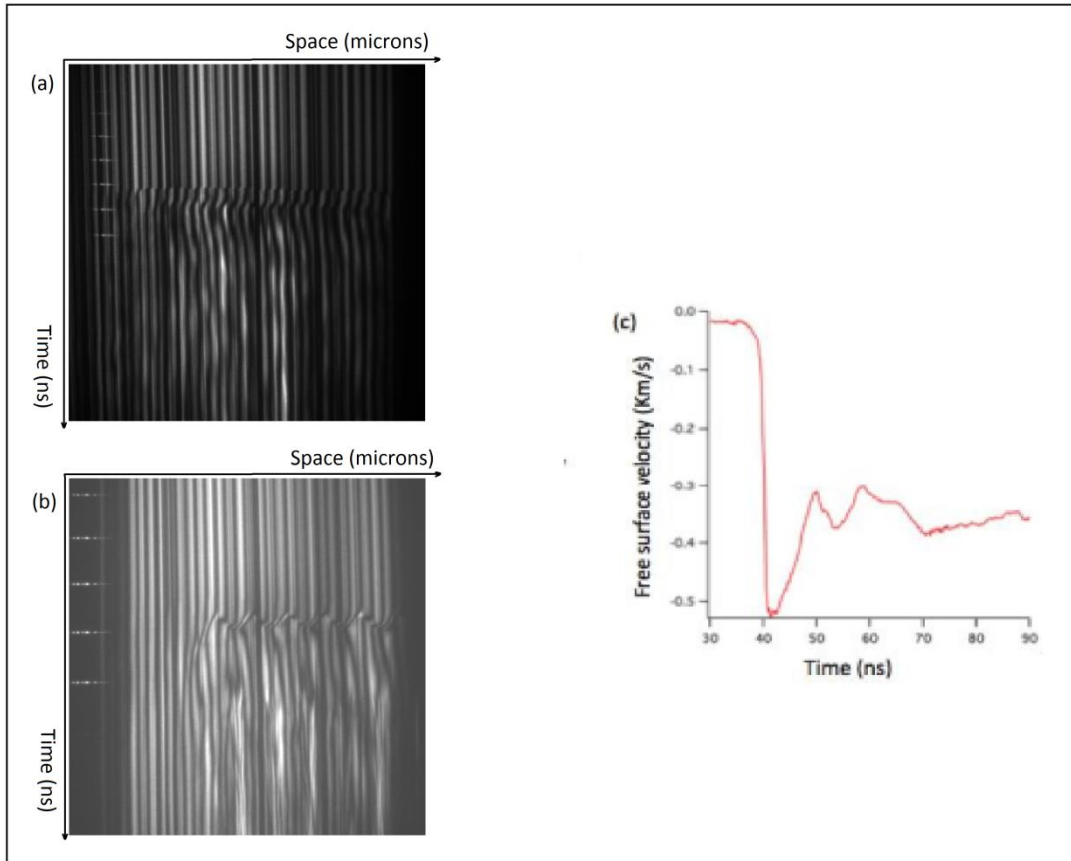 Space (microns)
(a)
Time (ns)
Space (microns)
(b)
Time (ns)
(c)
0.0
-0.1
-0.2
-0.3
-0.4
-0.5
Free surface velocity (Km/s)
30 40 50 60 70 80 90
Time (ns)